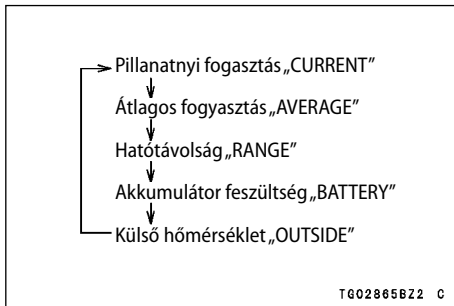 Pillanatnyi fogasztás „CURRENT”
Átlagos fogyasztás „AVERAGE”
Hatótávolság „RANGE”
Akkumulátor feszültség „BATTERY”
Külső hőmérséklet „OUTSIDE”
TG02865BZ2 C